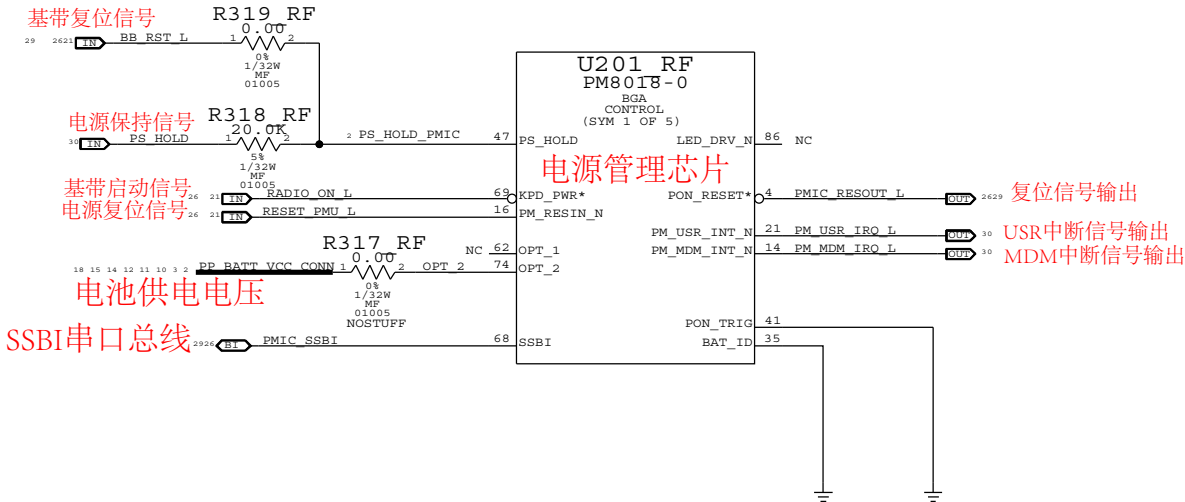 基带复位信号
R319_RF
0.00
29 2621 IN BB_RST_L 1 2
0%
1/32W
MF
01005
U201_RF
PM8018-0
BGA
CONTROL
(SYM 1 OF 5)
电源保持信号
R318_RF
20.0K
30 IN PS_HOLD 1 2
5%
1/32W
MF
01005
2 PS_HOLD_PMIC 47 PS_HOLD
LED_DRV_N 86 NC
电源管理芯片
基带启动信号
26 21 IN RADIO_ON_L 69 KPD_PWR*
PON_RESET* 4 PMIC_RESOUT_L OUT 2629 复位信号输出
电源复位信号
26 21 IN RESET_PMU_L 16 PM_RESIN_N
PM_USR_INT_N 21 PM_USR_IRQ_L OUT 30 USR中断信号输出
PM_MDM_INT_N 14 PM_MDM_IRQ_L OUT 30 MDM中断信号输出
R317_RF
0.00
NC 62 OPT_1
18 15 14 12 11 10 3 2 PP_BATT_VCC_CONN 1 2 OPT_2 74 OPT_2
0%
1/32W
MF
01005
NOSTUFF
电池供电电压
PON_TRIG 41
SSBI串口总线 2926 BI PMIC_SSBI 68 SSBI
BAT_ID 35